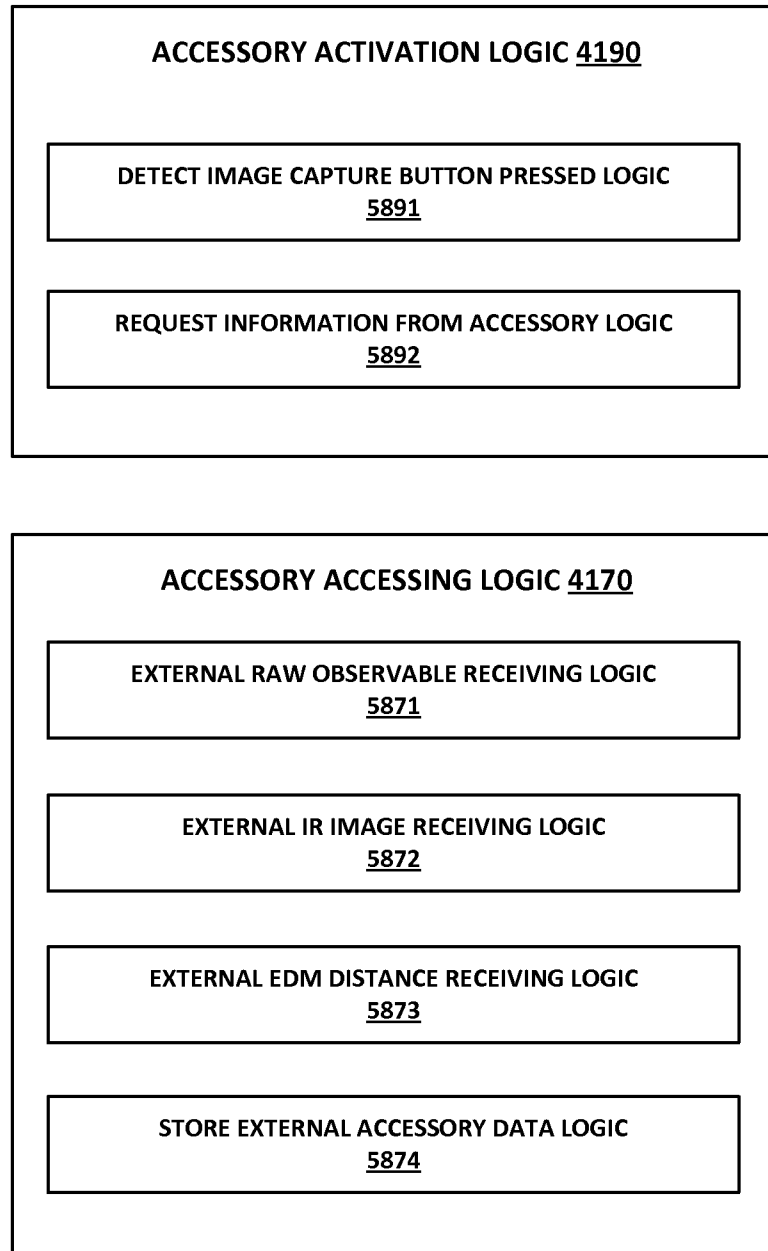 ACCESSORY ACTIVATION LOGIC 4190
DETECT IMAGE CAPTURE BUTTON PRESSED LOGIC
5891
REQUEST INFORMATION FROM ACCESSORY LOGIC
5892
ACCESSORY ACCESSING LOGIC 4170
EXTERNAL RAW OBSERVABLE RECEIVING LOGIC
5871
EXTERNAL IR IMAGE RECEIVING LOGIC
5872
EXTERNAL EDM DISTANCE RECEIVING LOGIC
5873
STORE EXTERNAL ACCESSORY DATA LOGIC
5874